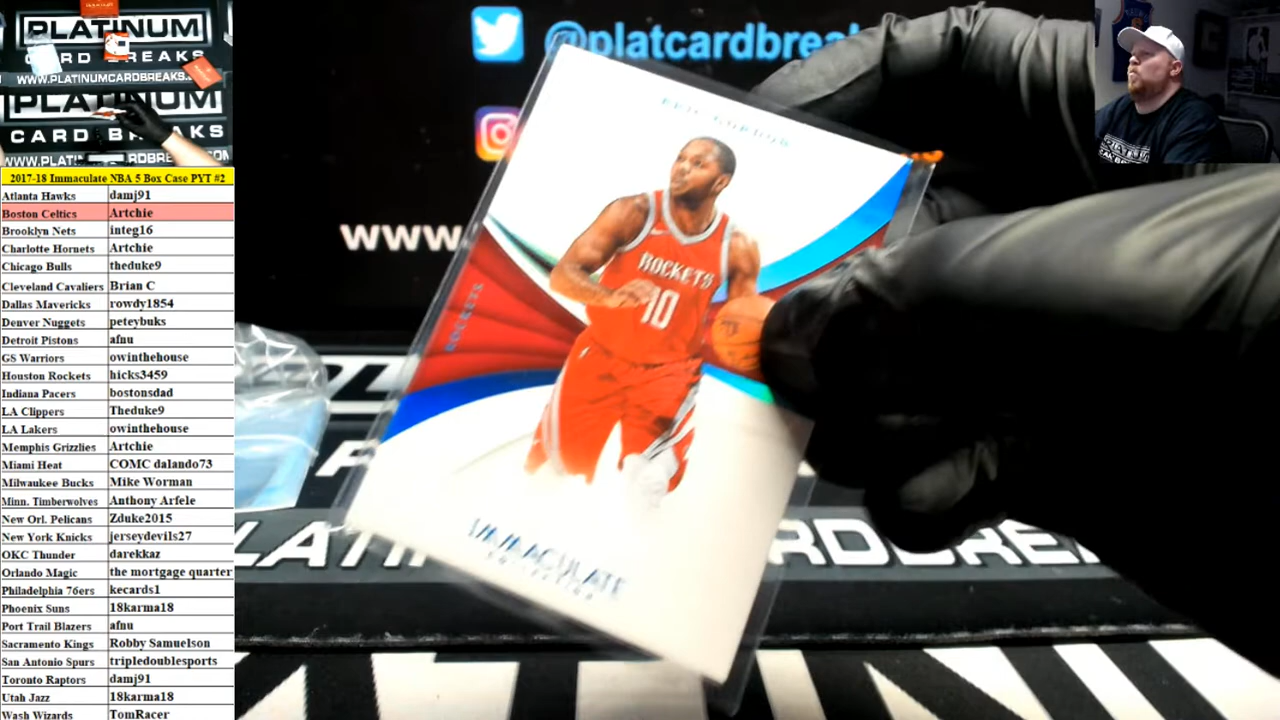 PLATINUM
CARD BREAKS
WWW.PLATINUMCARDBREAKS.
PLATINUM
CARD BREAKS
2017-18 Immaculate NBA 5 Box Case PYT #2
Atlanta Hawks damj91
Boston Celtics Artchie
Brooklyn Nets integ16
Charlotte Hornets Artchie
Chicago Bulls theduke9
Cleveland Cavaliers Brian C
Dallas Mavericks rowdy1854
Denver Nuggets peteybuks
Detroit Pistons afnu
GS Warriors owinthehouse
Houston Rockets hicks3459
Indiana Pacers bostonsdad
LA Clippers Theduke9
LA Lakers owinthehouse
Memphis Grizzlies Artchie
Miami Heat COMC dalando73
Milwaukee Bucks Mike Worman
Minn. Timberwolves Anthony Arfele
New Orl. Pelicans Zduke2015
New York Knicks jerseydevils27
OKC Thunder darekkaz
Orlando Magic the mortgage quarter
Philadelphia 76ers kecards1
Phoenix Suns 18karma18
Port Trail Blazers afnu
Sacramento Kings Robby Samuelson
San Antonio Spurs tripledoublesports
Toronto Raptors damj91
Utah Jazz 18karma18
Wash Wizards TomRacer
@platcardbreak
www.
ERIC GORDON
ROCKETS
10
ROCKETS
IMMACULATE
COLLECTION